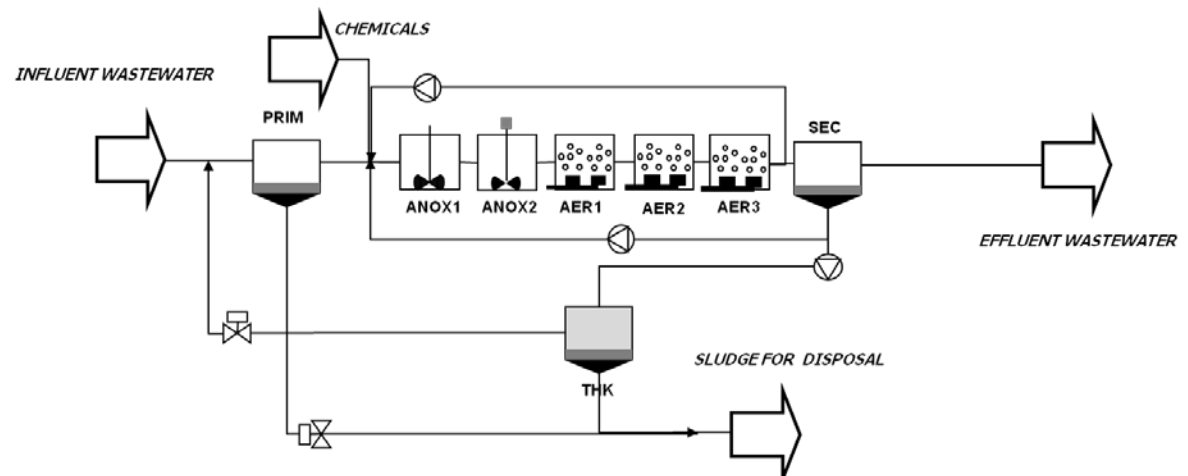 CHEMICALS
INFLUENT WASTEWATER
PRIM
SEC
ANOX1
ANOX2
AER1
AER2
AER3
EFFLUENT WASTEWATER
THK
SLUDGE FOR DISPOSAL